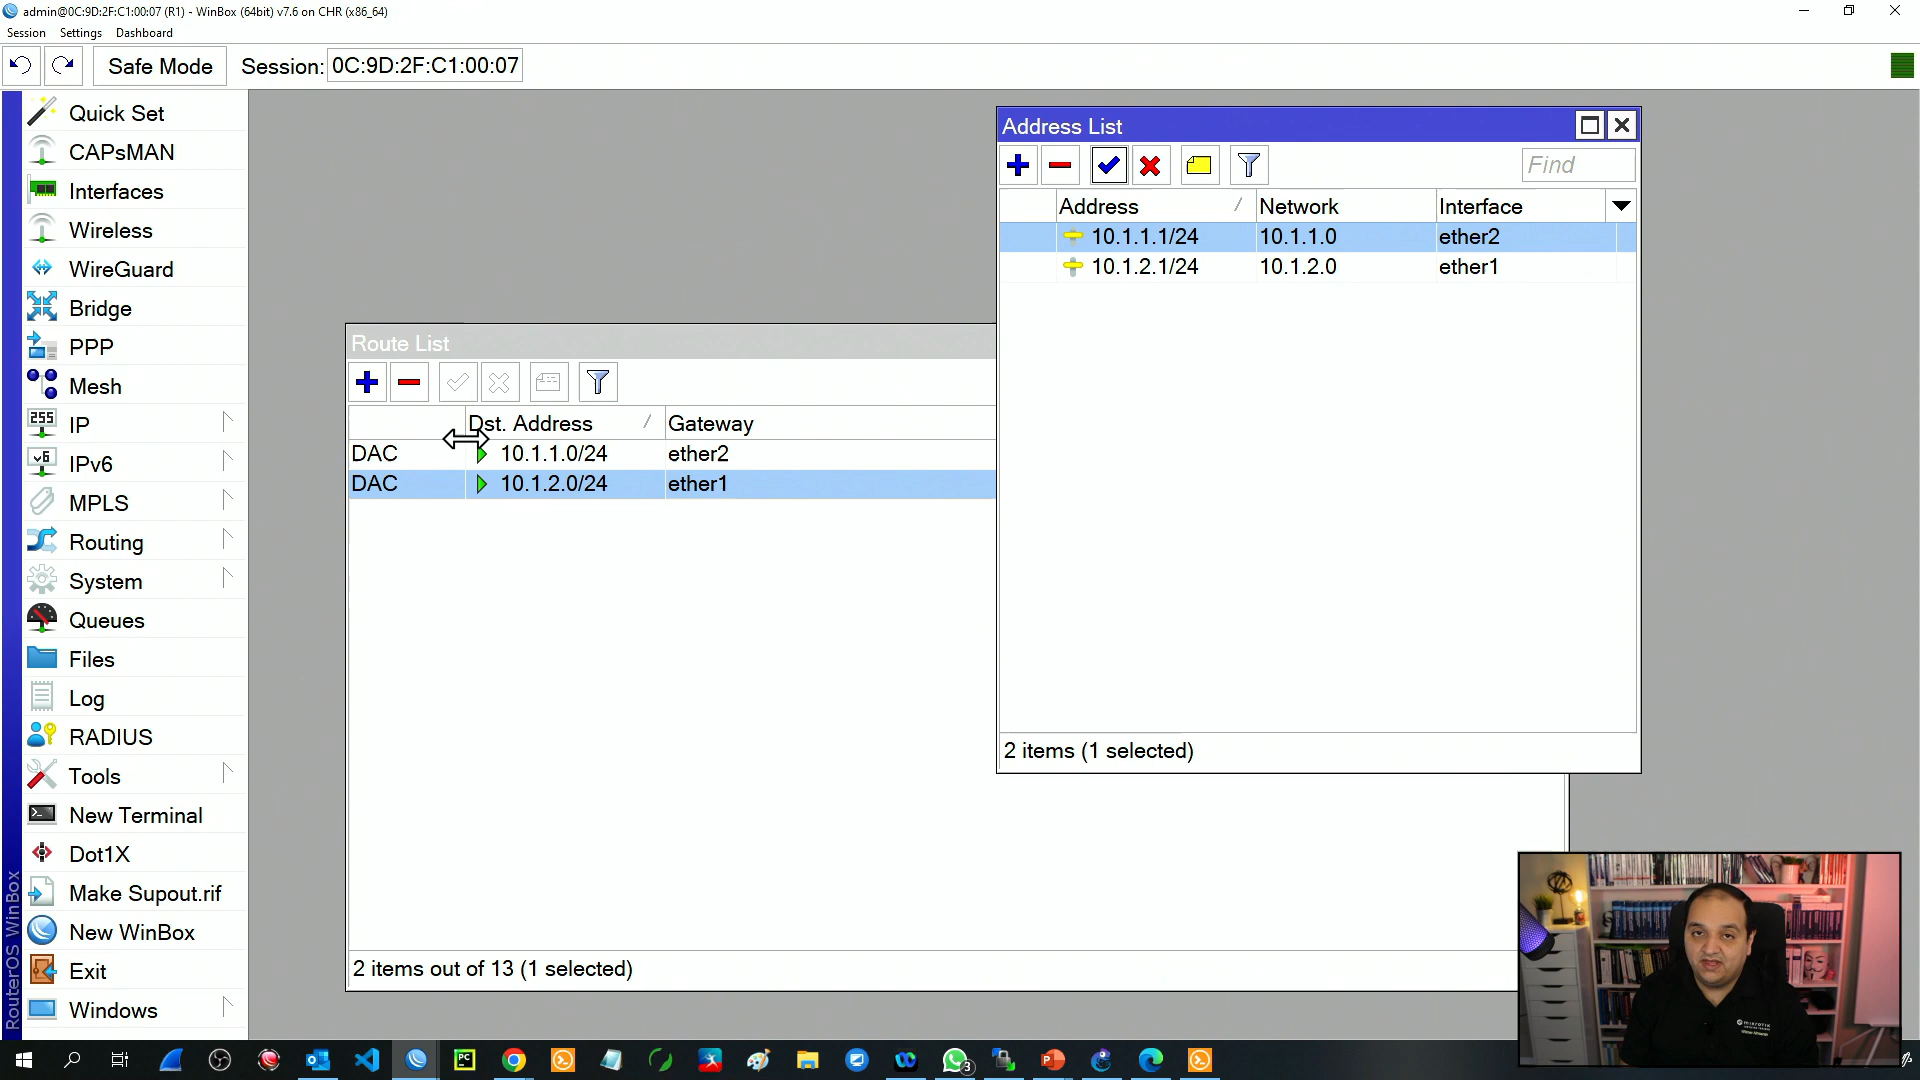 admin@0C:9D:2F:C1:00:07 (R1) - WinBox (64bit) v7.6 on CHR (x86_64)
Session Settings Dashboard
Safe Mode Session: 0C:9D:2F:C1:00:07
Quick Set
CAPsMAN
Interfaces
Wireless
WireGuard
Bridge
PPP
Mesh
255 IP
v6 IPv6
MPLS
Routing
System
Queues
Files
Log
RADIUS
Tools
New Terminal
Dot1X
Make Supout.rif
New WinBox
Exit
Windows
RouterOS WinBox
Route List
Dst. Address / Gateway
DAC 10.1.1.0/24 ether2
DAC 10.1.2.0/24 ether1
2 items out of 13 (1 selected)
Address List
Find
Address / Network Interface
10.1.1.1/24 10.1.1.0 ether2
10.1.2.1/24 10.1.2.0 ether1
2 items (1 selected)
MikroTik
PC
3